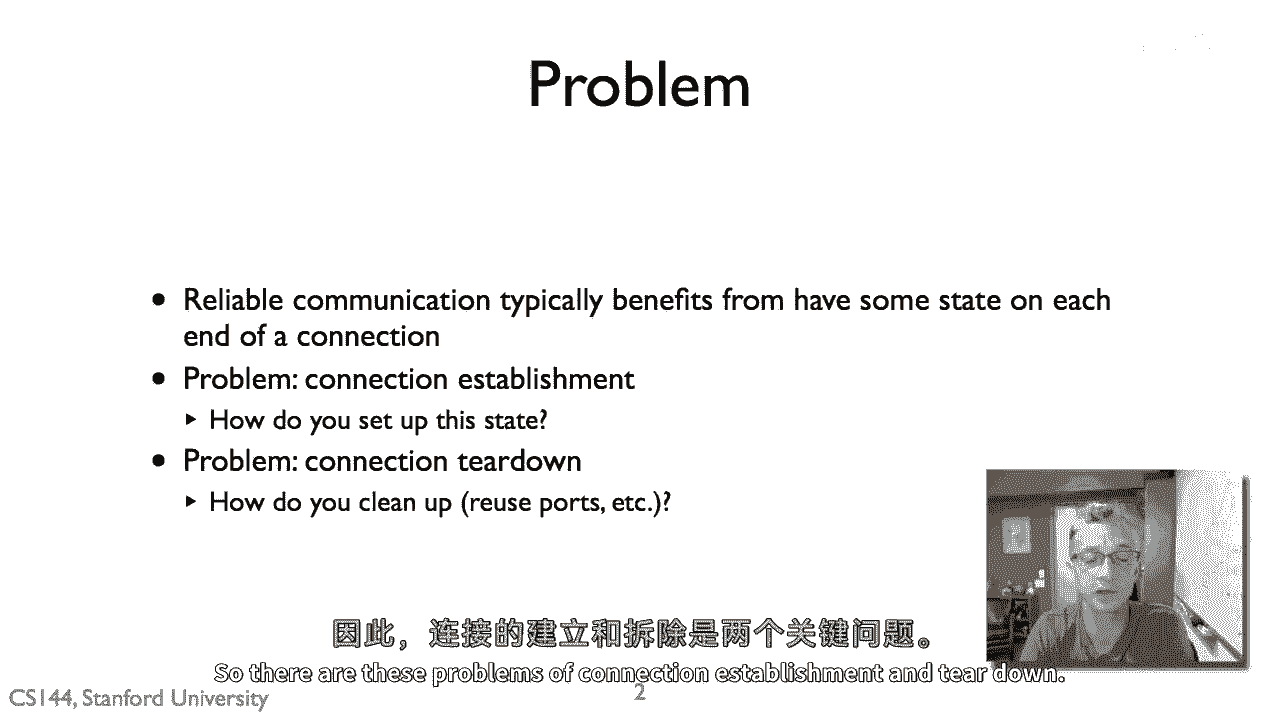 Problem
• Reliable communication typically benefits from have some state on each
end of a connection
• Problem: connection establishment
‣ How do you set up this state?
• Problem: connection teardown
‣ How do you clean up (reuse ports, etc.)?
因此，连接的建立和拆除是两个关键问题。
So there are these problems of connection establishment and tear down.
CS144, Stanford University
2